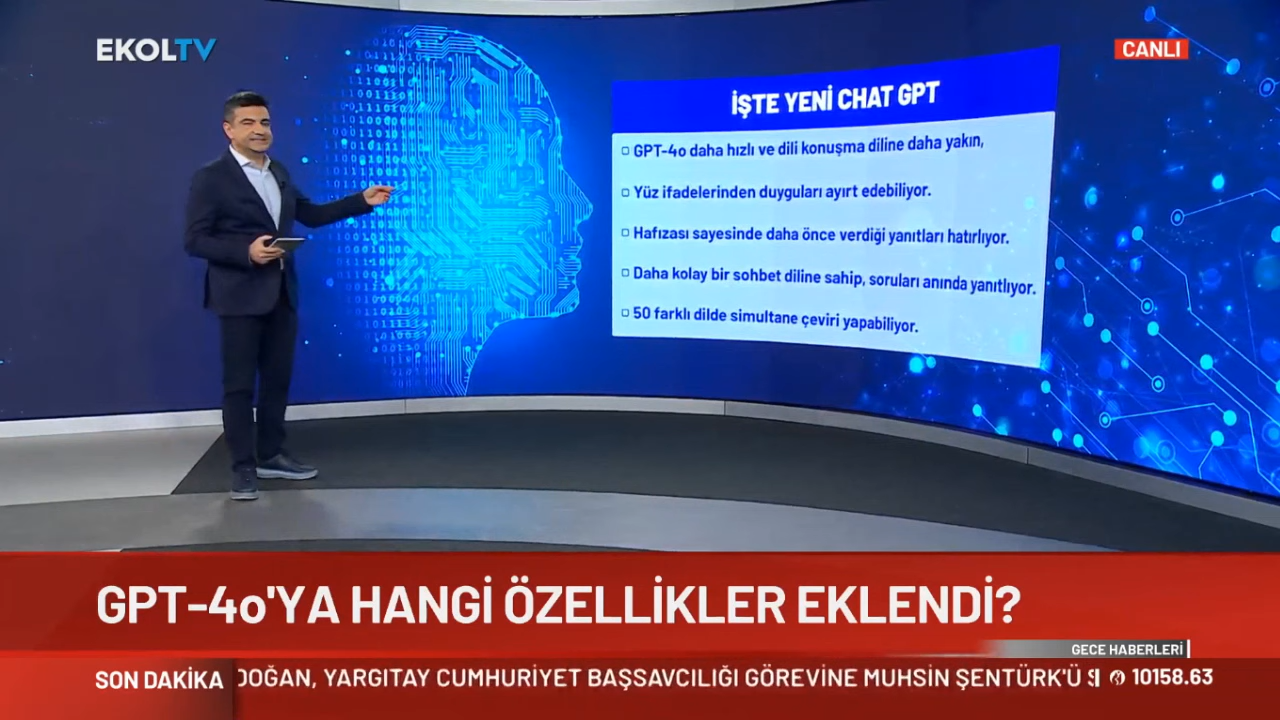 EKOLTV
CANLI
İŞTE YENİ CHAT GPT
GPT-4o daha hızlı ve dili konuşma diline daha yakın,
Yüz ifadelerinden duyguları ayırt edebiliyor.
Hafızası sayesinde daha önce verdiği yanıtları hatırlıyor.
Daha kolay bir sohbet diline sahip, soruları anında yanıtlıyor.
50 farklı dilde simultane çeviri yapabiliyor.
GPT-4o'YA HANGİ ÖZELLİKLER EKLENDİ?
GECE HABERLERİ
SON DAKİKA DOĞAN, YARGITAY CUMHURİYET BAŞSAVCILIĞI GÖREVİNE MUHSİN ŞENTÜRK'Ü 10158.63